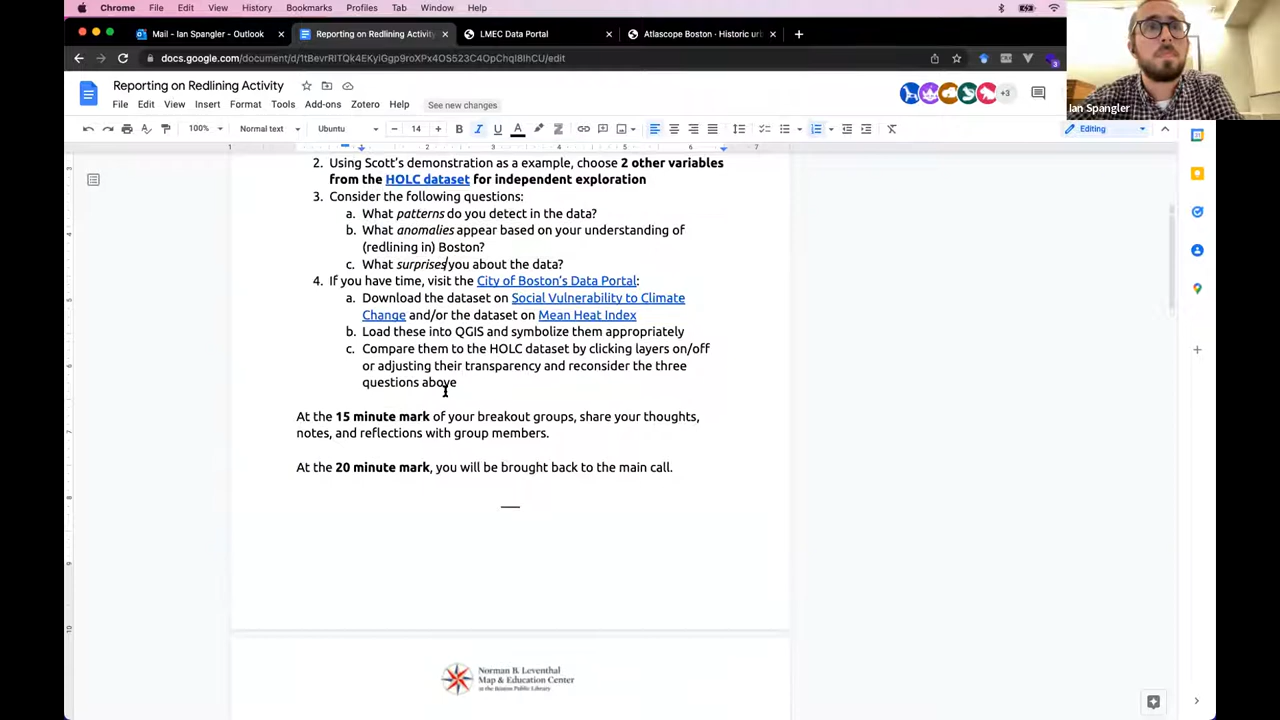 Chrome File Edit View History Bookmarks Profiles Tab Window Help
Mail - Ian Spangler - Outlook
Reporting on Redlining Activity
LMEC Data Portal
Atlascope Boston · Historic ur
docs.google.com/document/d/
Reporting on Redlining Activity
File Edit View Insert Format Tools Add-ons Zotero Help
See new changes
+3
Ian Spangler
100%
Normal text
Ubuntu
14
Editing
1 1 2 3 4 5 6 7
2. Using Scott's demonstration as a example, choose 2 other variables
from the HOLC dataset for independent exploration
3. Consider the following questions:
a. What patterns do you detect in the data?
b. What anomalies appear based on your understanding of
(redlining in) Boston?
c. What surprises you about the data?
4. If you have time, visit the City of Boston's Data Portal:
a. Download the dataset on Social Vulnerability to Climate
Change and/or the dataset on Mean Heat Index
b. Load these into QGIS and symbolize them appropriately
c. Compare them to the HOLC dataset by clicking layers on/off
or adjusting their transparency and reconsider the three
questions above
At the 15 minute mark of your breakout groups, share your thoughts,
notes, and reflections with group members.
At the 20 minute mark, you will be brought back to the main call.
Norman B. Leventhal
Map & Education Center
at the Boston Public Library